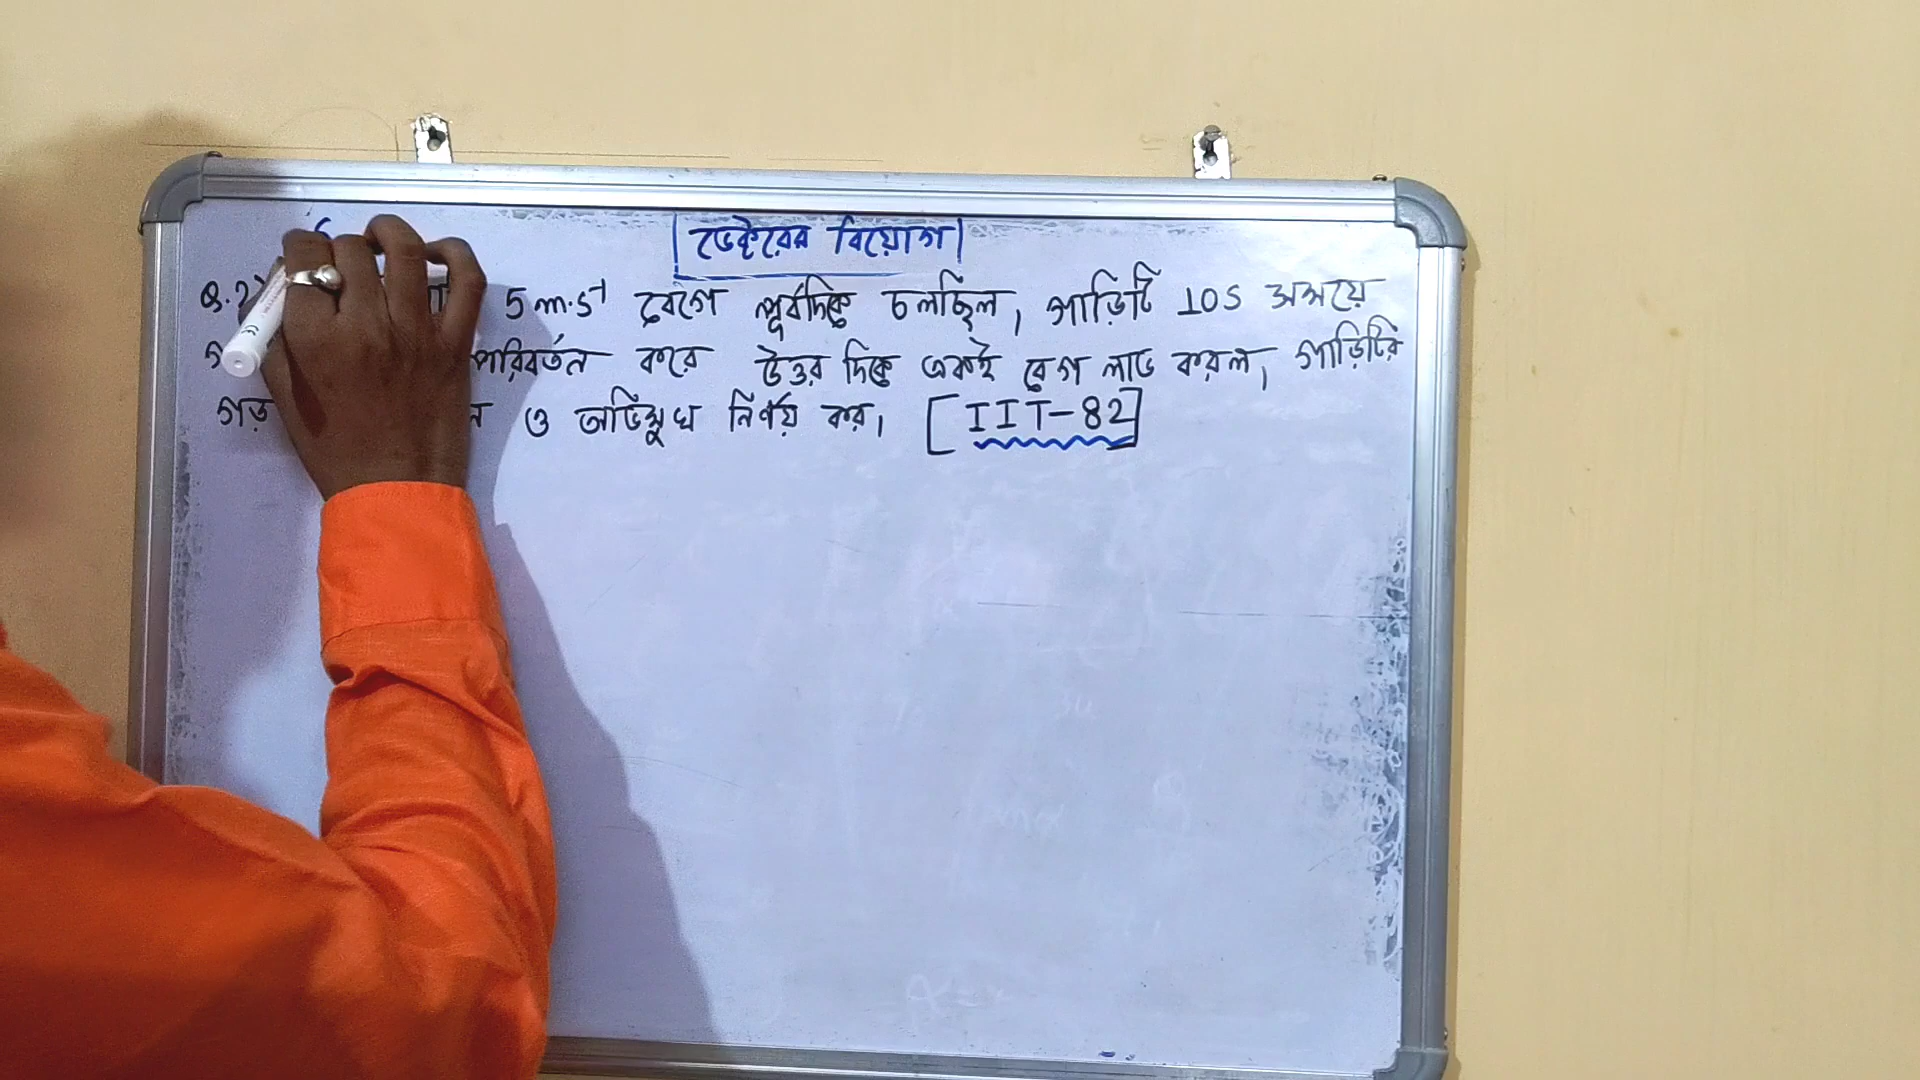 ভেক্টরের বিয়োগ
Q.2) 5 m.s⁻¹ বেগে পূর্বদিকে চলছিল, গাড়িটি 10s সময়ে
পরিবর্তন করে উত্তর দিকে একই বেগ লাভ করল, গাড়িটির
গড় ও অভিমুখ নির্ণয় কর। [IIT-82]